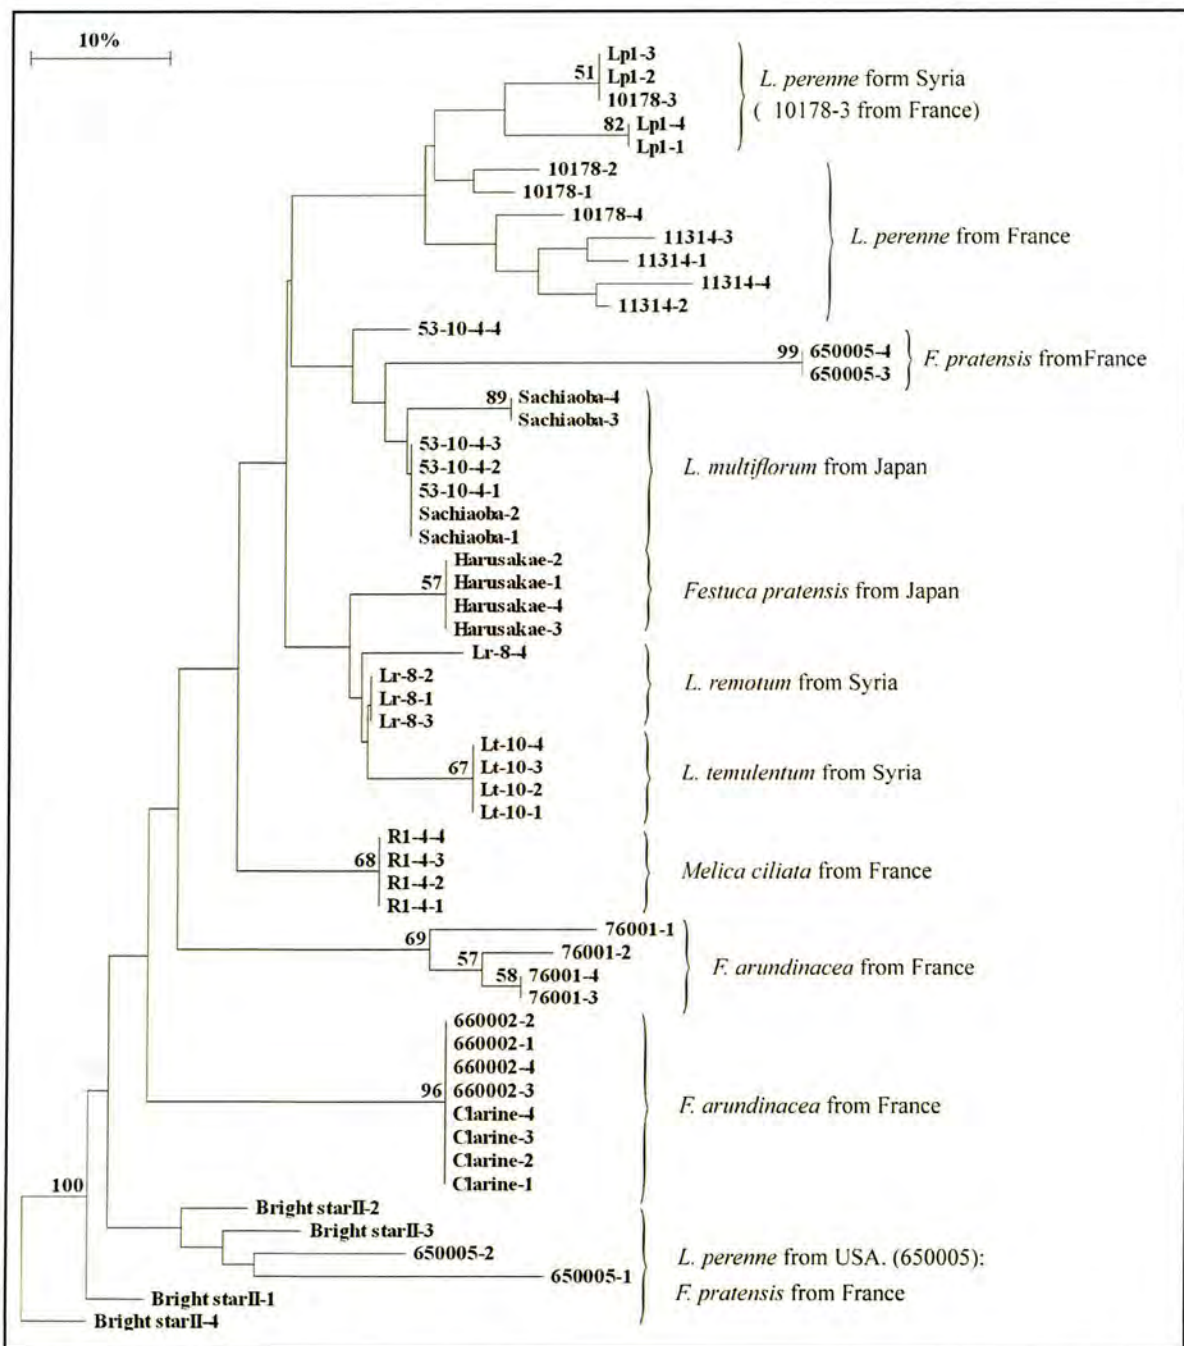 10%
Lp1-3
51
Lp1-2
10178-3
L. perenne form Syria
( 10178-3 from France)
82
Lp1-4
Lp1-1
10178-2
10178-1
10178-4
11314-3
11314-1
11314-4
11314-2
L. perenne from France
53-10-4-4
99
650005-4
650005-3
F. pratensis fromFrance
89
Sachiaoba-4
Sachiaoba-3
53-10-4-3
53-10-4-2
53-10-4-1
Sachiaoba-2
Sachiaoba-1
L. multiflorum from Japan
Harusakae-2
57
Harusakae-1
Harusakae-4
Harusakae-3
Festuca pratensis from Japan
Lr-8-4
Lr-8-2
Lr-8-1
Lr-8-3
L. remotum from Syria
Lt-10-4
67
Lt-10-3
Lt-10-2
Lt-10-1
L. temulentum from Syria
R1-4-4
68
R1-4-3
R1-4-2
R1-4-1
Melica ciliata from France
69
76001-1
57
76001-2
58
76001-4
76001-3
F. arundinacea from France
660002-2
660002-1
660002-4
96
660002-3
Clarine-4
Clarine-3
Clarine-2
Clarine-1
F. arundinacea from France
100
Bright starII-2
Bright starII-3
650005-2
650005-1
Bright starII-1
Bright starII-4
L. perenne from USA. (650005):
F. pratensis from France